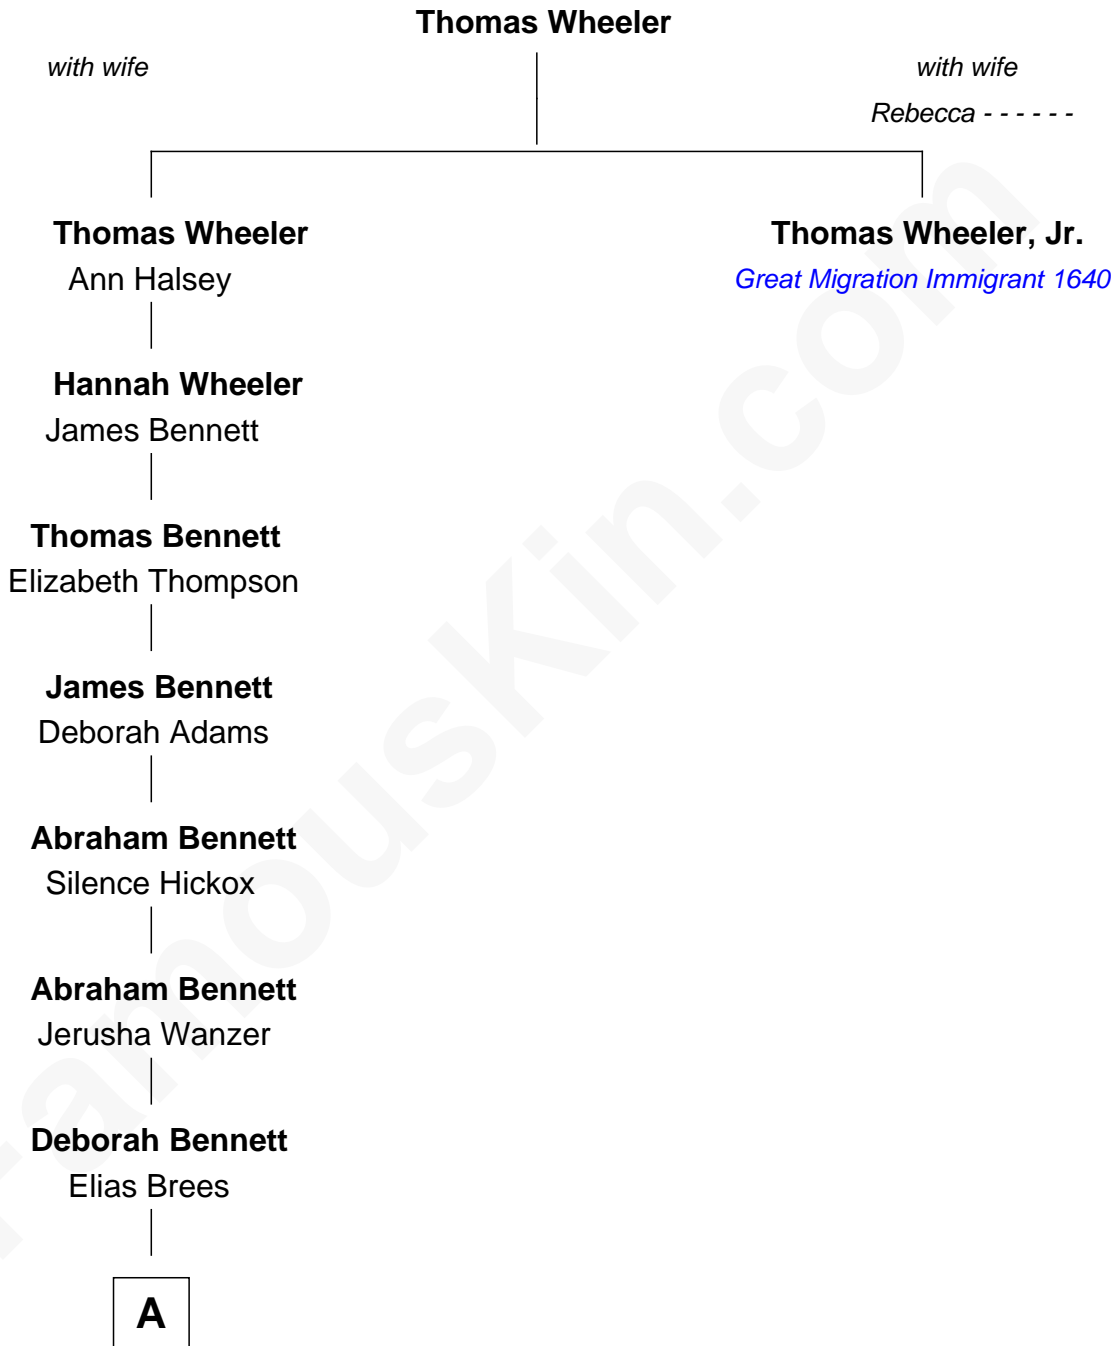 Thomas Wheeler
with wife
with wife
Rebecca - - - - - -
Thomas Wheeler
Thomas Wheeler, Jr.
Ann Halsey
Great Migration Immigrant 1640
Hannah Wheeler
James Bennett
Thomas Bennett
Elizabeth Thompson
James Bennett
Deborah Adams
Abraham Bennett
Silence Hickox
Abraham Bennett
Jerusha Wanzer
Deborah Bennett
Elias Brees
A
FamousKin.com